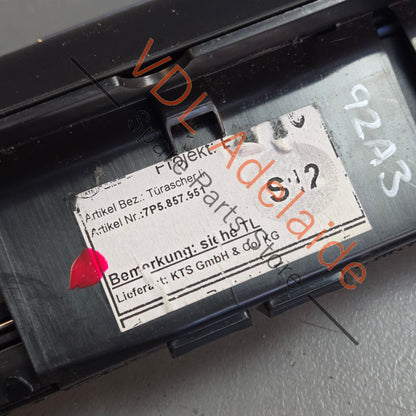 Projekt:
Artikel Bez.: Türascher
Artikel Nr.:7P5.857.951
Bemerkung: siehe TL
Lieferant: KTS GmbH & Co. KG
92A3
VDL Adelaide
Spare Parts Store